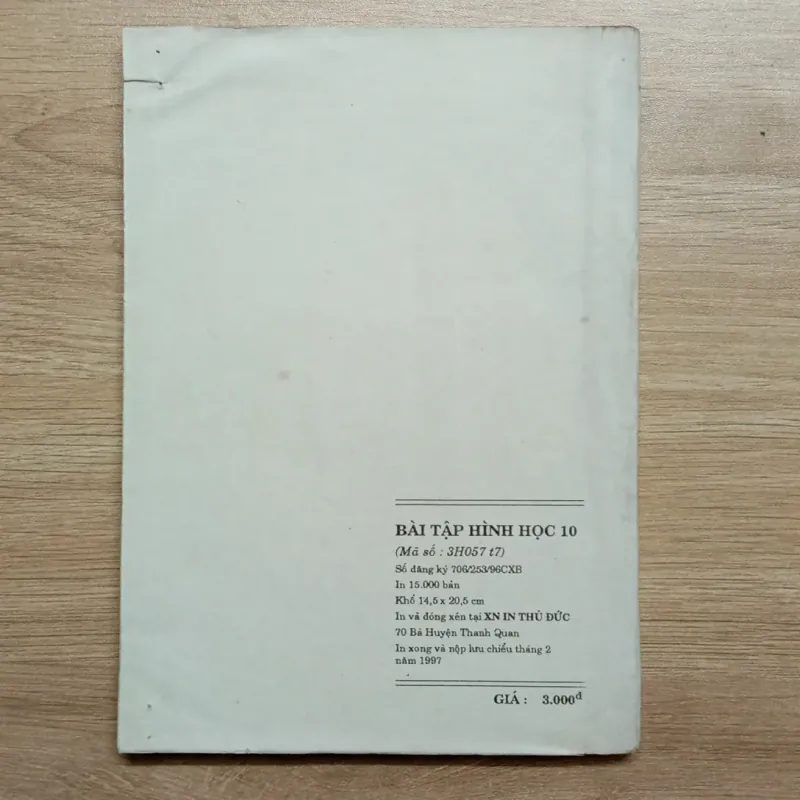 BÀI TẬP HÌNH HỌC 10
(Mã số : 3H057 t7)
Số đăng ký 706/253/96CXB
In 15.000 bản
Khổ 14,5 x 20,5 cm
In và đóng xén tại XN IN THỦ ĐỨC
70 Bà Huyện Thanh Quan
In xong và nộp lưu chiểu tháng 2
năm 1997
GIÁ : 3.000đ